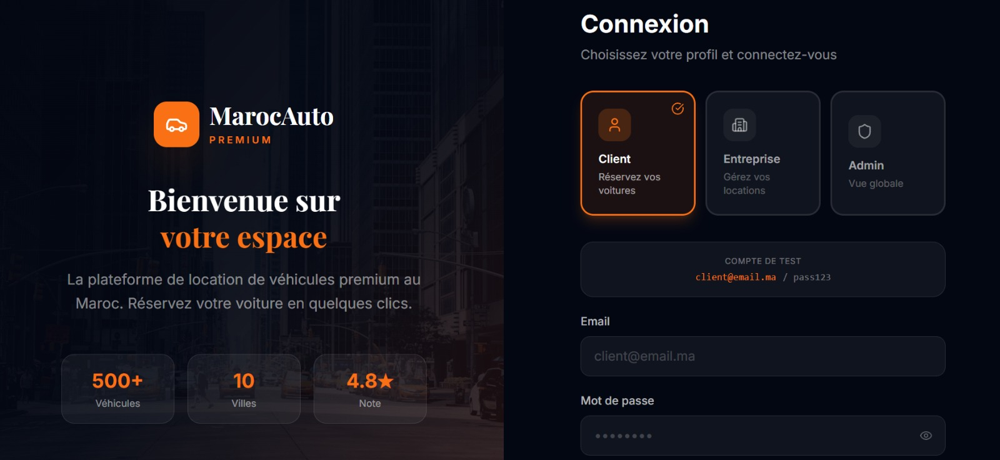 MarocAuto
PREMIUM
Bienvenue sur
votre espace
La plateforme de location de véhicules premium au
Maroc. Réservez votre voiture en quelques clics.
500+
Véhicules
10
Villes
4.8★
Note
Connexion
Choisissez votre profil et connectez-vous
Client
Réservez vos
voitures
Entreprise
Gérez vos
locations
Admin
Vue globale
COMPTE DE TEST
client@email.ma / pass123
Email
client@email.ma
Mot de passe
••••••••